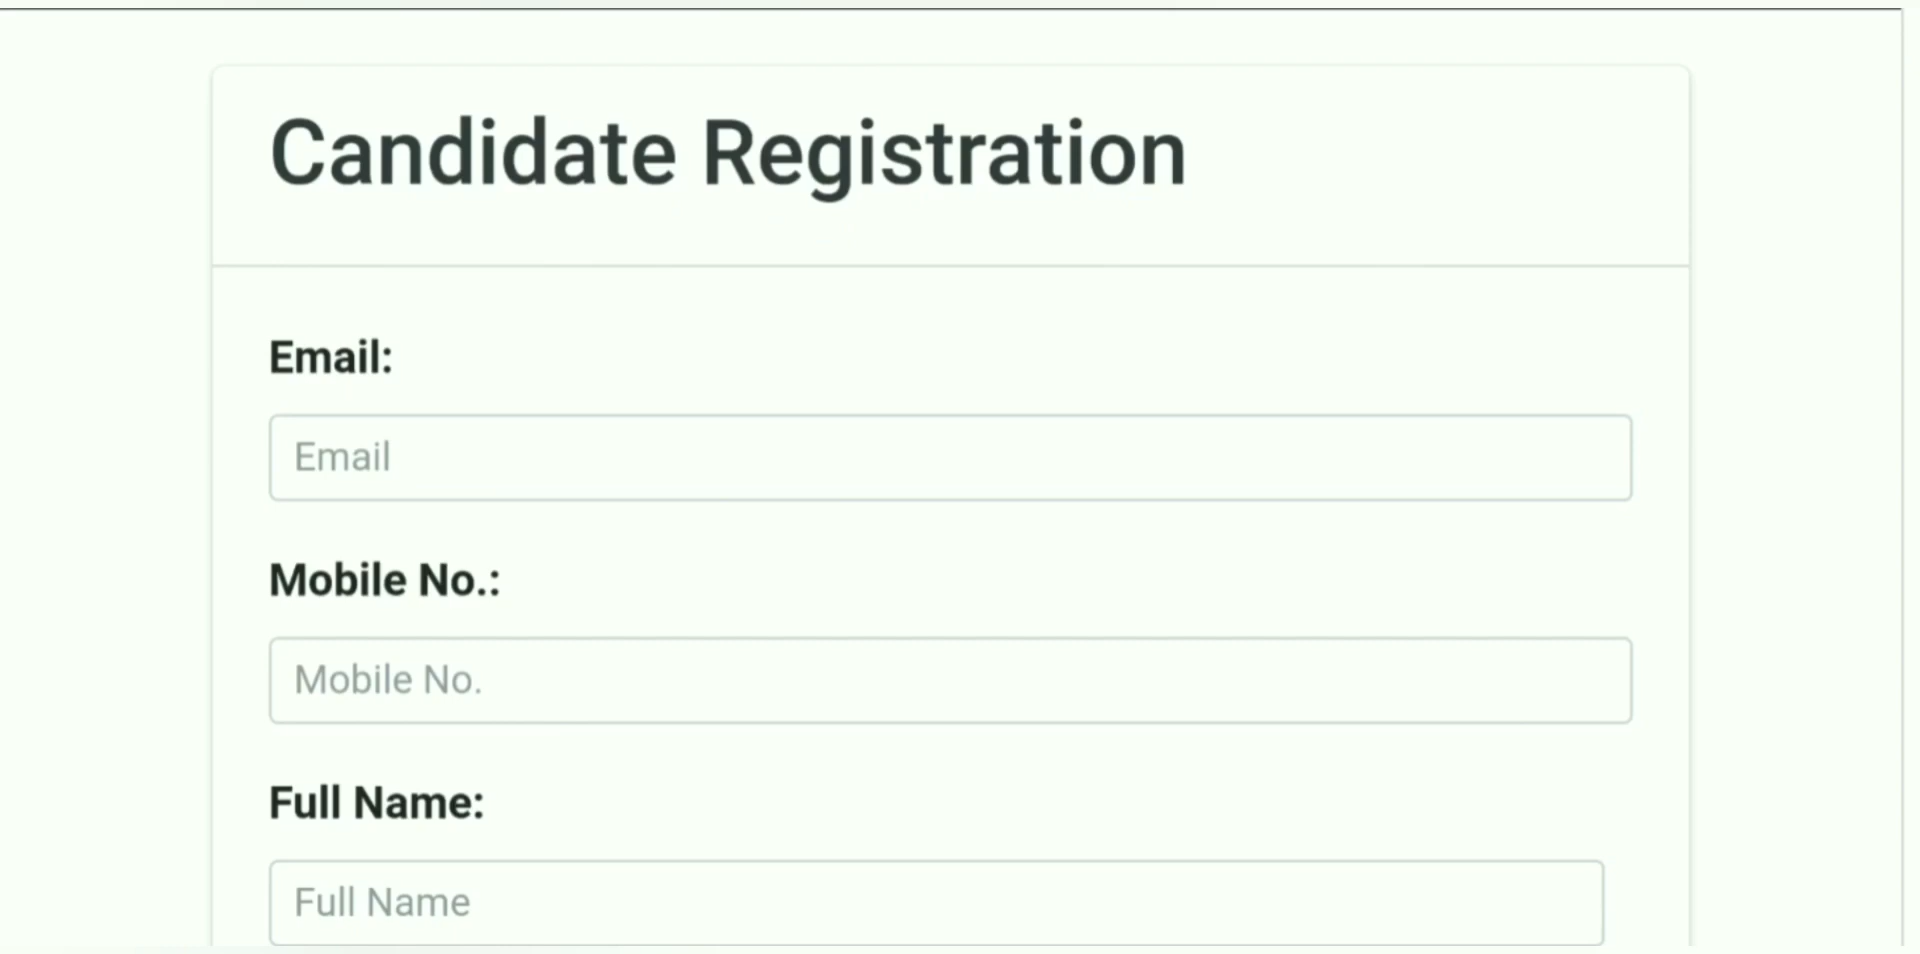 Candidate Registration
Email:
Email
Mobile No.:
Mobile No.
Full Name:
Full Name